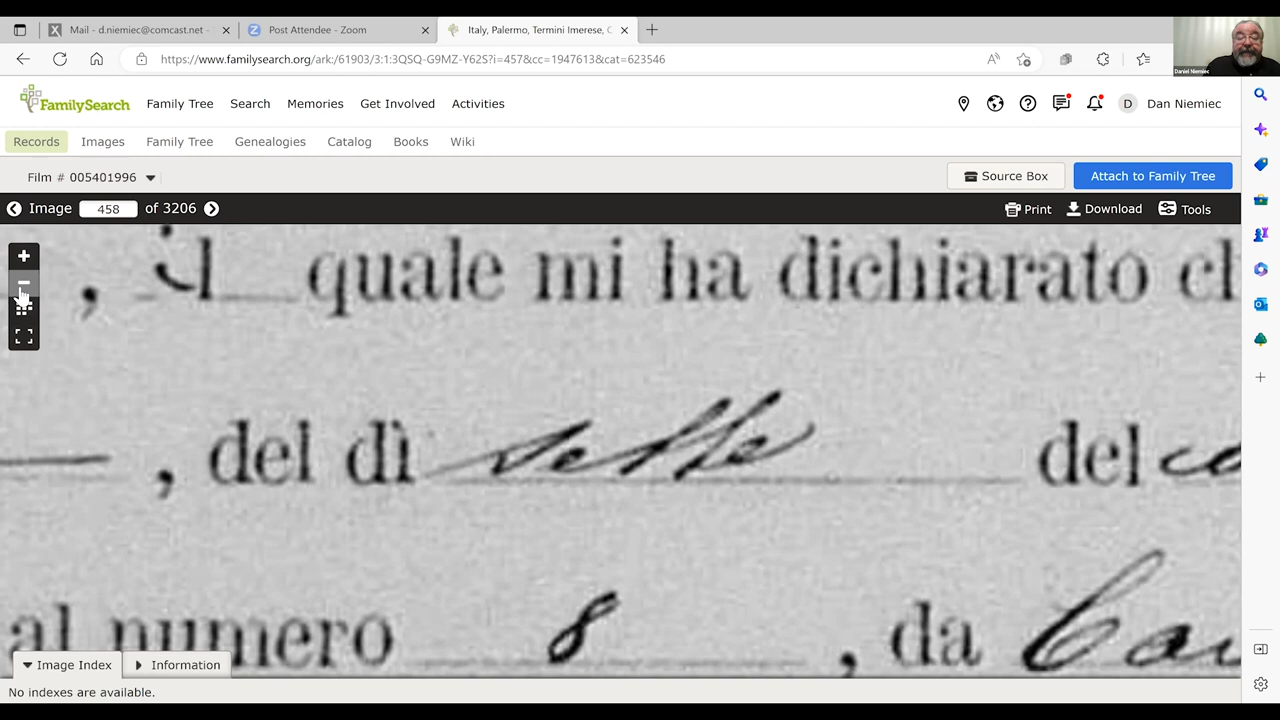 Mail - d.niemiec@comcast.net -
Post Attendee - Zoom
Italy, Palermo, Termini Imerese, C
https://www.familysearch.org/ark:/61903/3:1:3QSQ-G9MZ-Y62S?i=457&cc=1947613&cat=623546
Daniel Niemiec
FamilySearch
Family Tree Search Memories Get Involved Activities
D Dan Niemiec
Records Images Family Tree Genealogies Catalog Books Wiki
Film # 005401996
Source Box
Attach to Family Tree
Image 458 of 3206
Print Download Tools
, il quale mi ha dichiarato
, del dì sette del
al numero 8 , da
Image Index Information
No indexes are available.